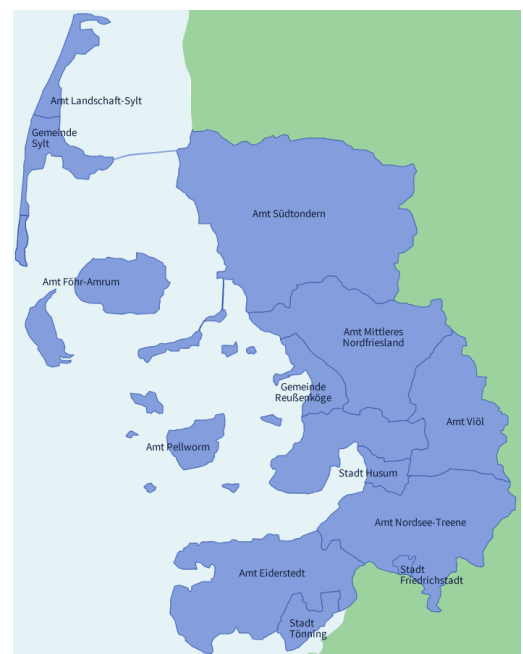 Amt Landschaft-Sylt
Gemeinde
Sylt
Amt Südtondern
Amt Föhr-Amrum
Amt Mittleres
Nordfriesland
Gemeinde
Reußenköge
Amt Viöl
Amt Pellworm
Stadt Husum
Amt Nordsee-Treene
Amt Eiderstedt
Stadt
Friedrichstadt
Stadt
Tönning